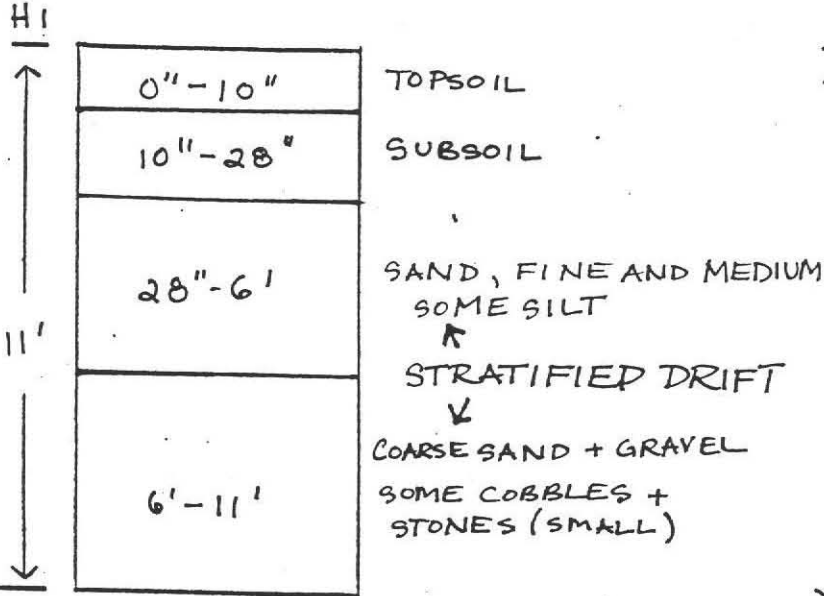 H1
0"-10" TOPSOIL
10"-28" SUBSOIL
28"-6' SAND, FINE AND MEDIUM
SOME SILT
11'
STRATIFIED DRIFT
COARSE SAND + GRAVEL
6'-11' SOME COBBLES +
STONES (SMALL)